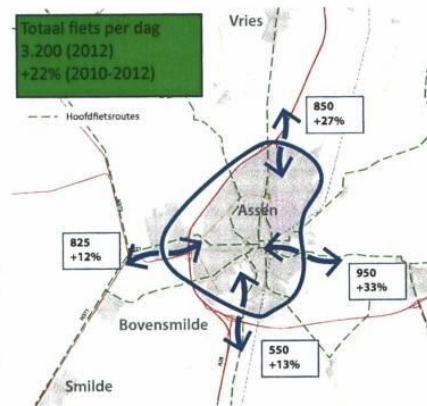 Totaal fiets per dag
3.200 (2012)
+22% (2010-2012)
Hoofdfietsroutes
Vries
850
+27%
Assen
825
+12%
950
+33%
Bovensmilde
550
+13%
Smilde